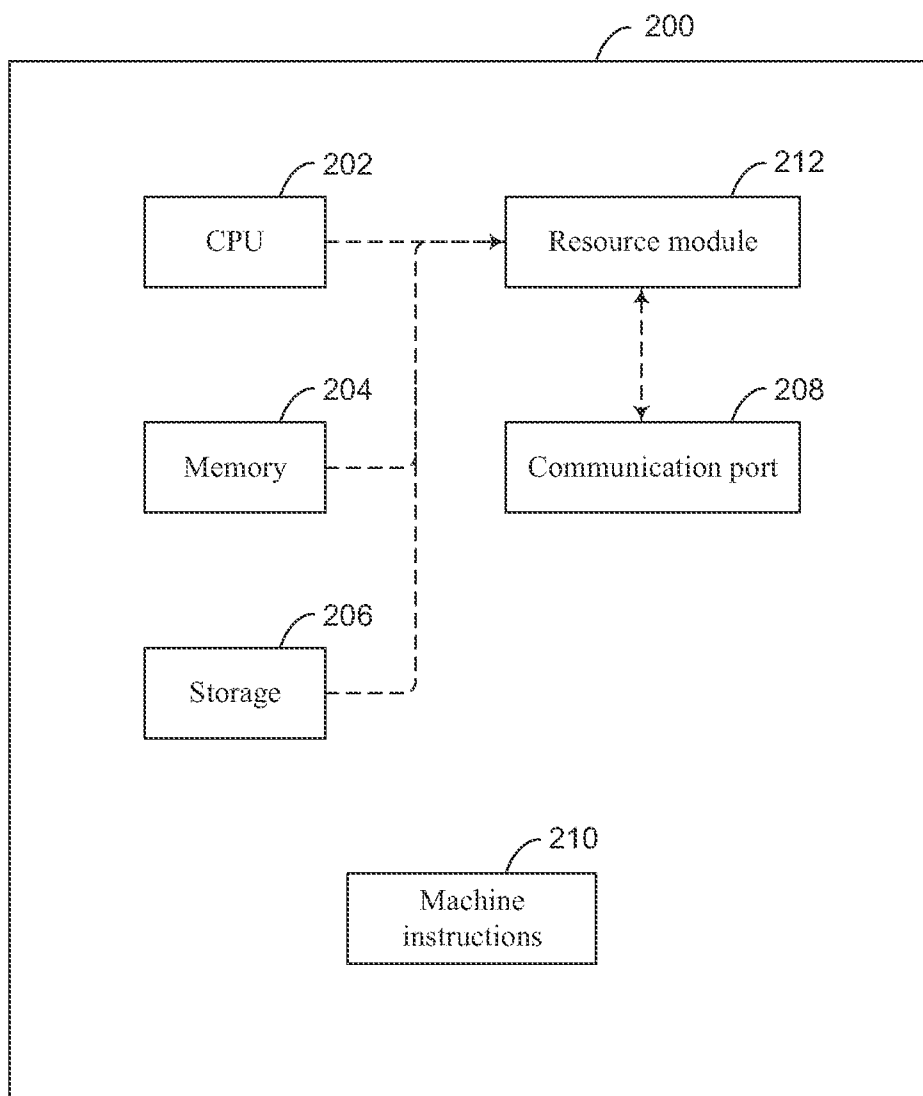 200
202
CPU
212
Resource module
204
Memory
208
Communication port
206
Storage
210
Machine
instructions